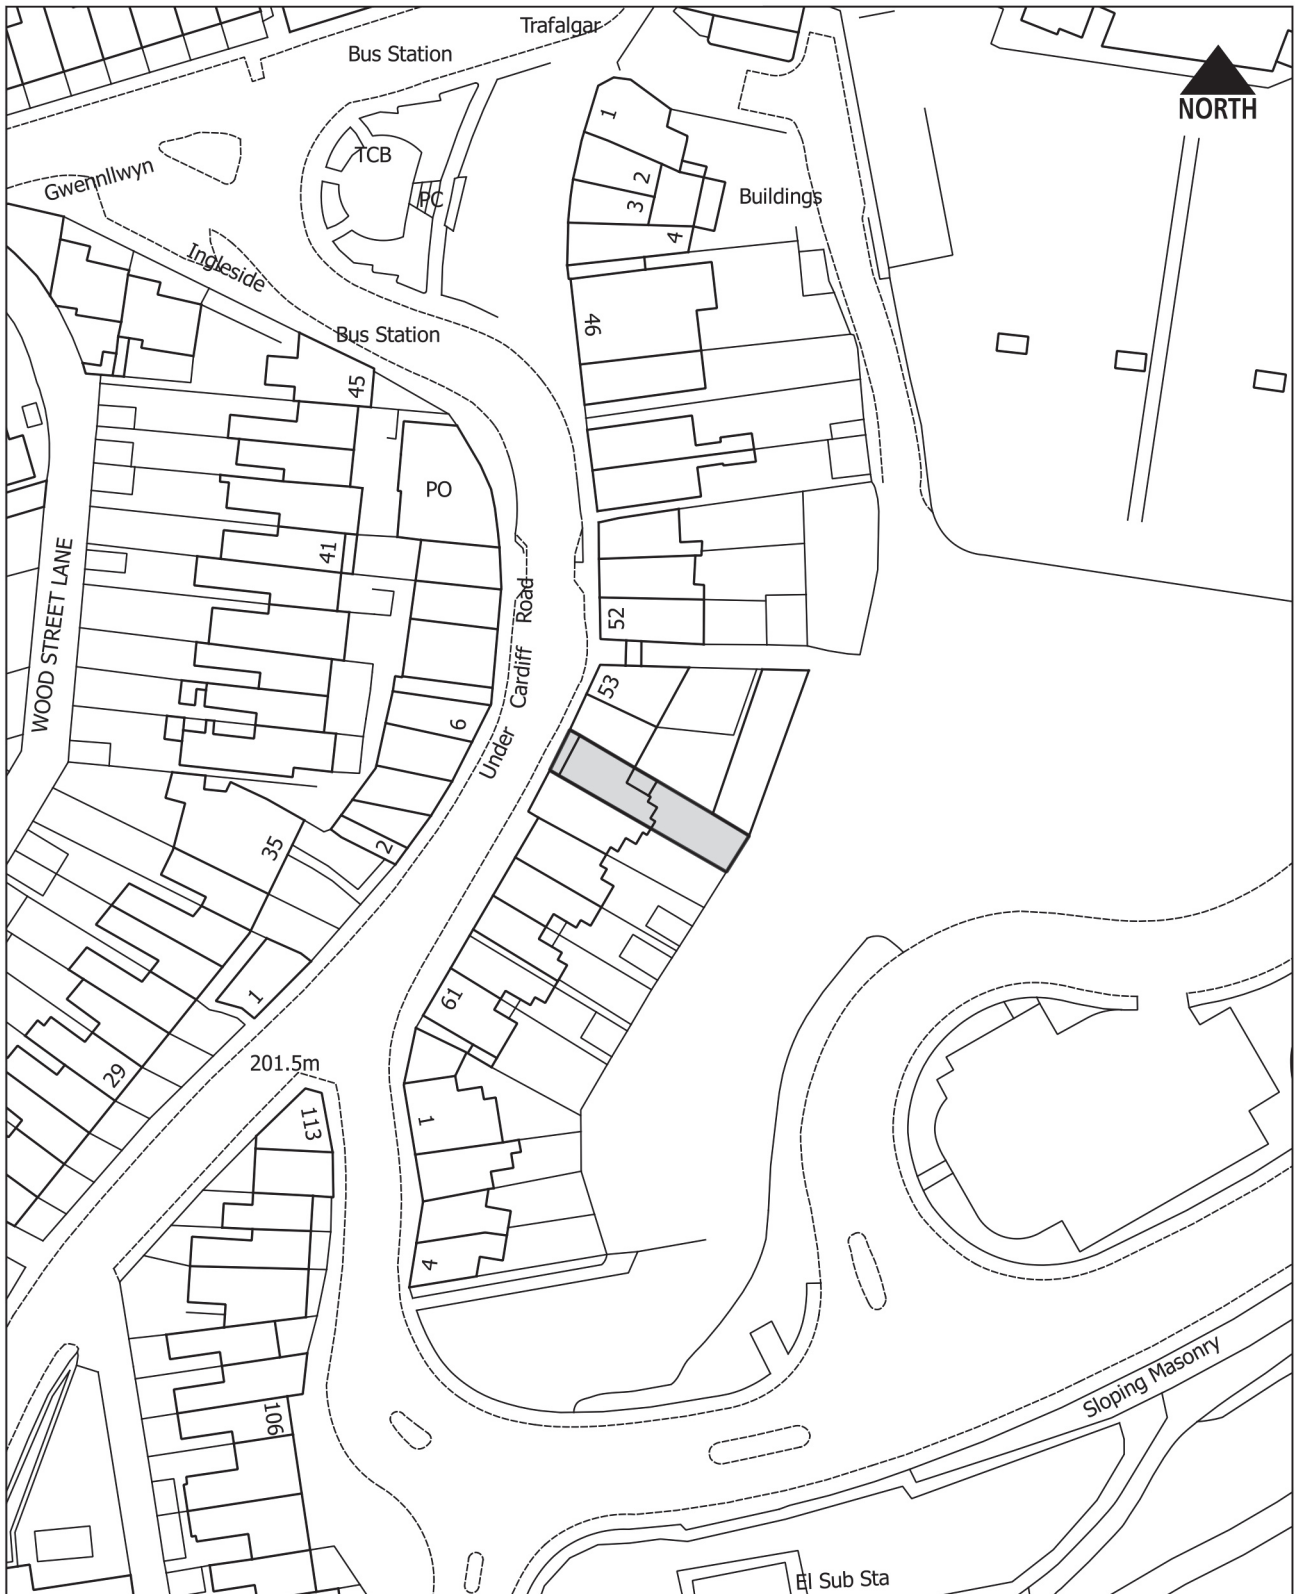 Trafalgar
Bus Station
NORTH
1
TCB
Gwennllwyn
2
PC
3
Buildings
4
Ingleside
46
Bus Station
45
PO
41
WOOD STREET LANE
52
Under Cardiff Road
53
6
35
2
1
61
201.5m
29
113
1
4
Sloping Masonry
106
El Sub Sta